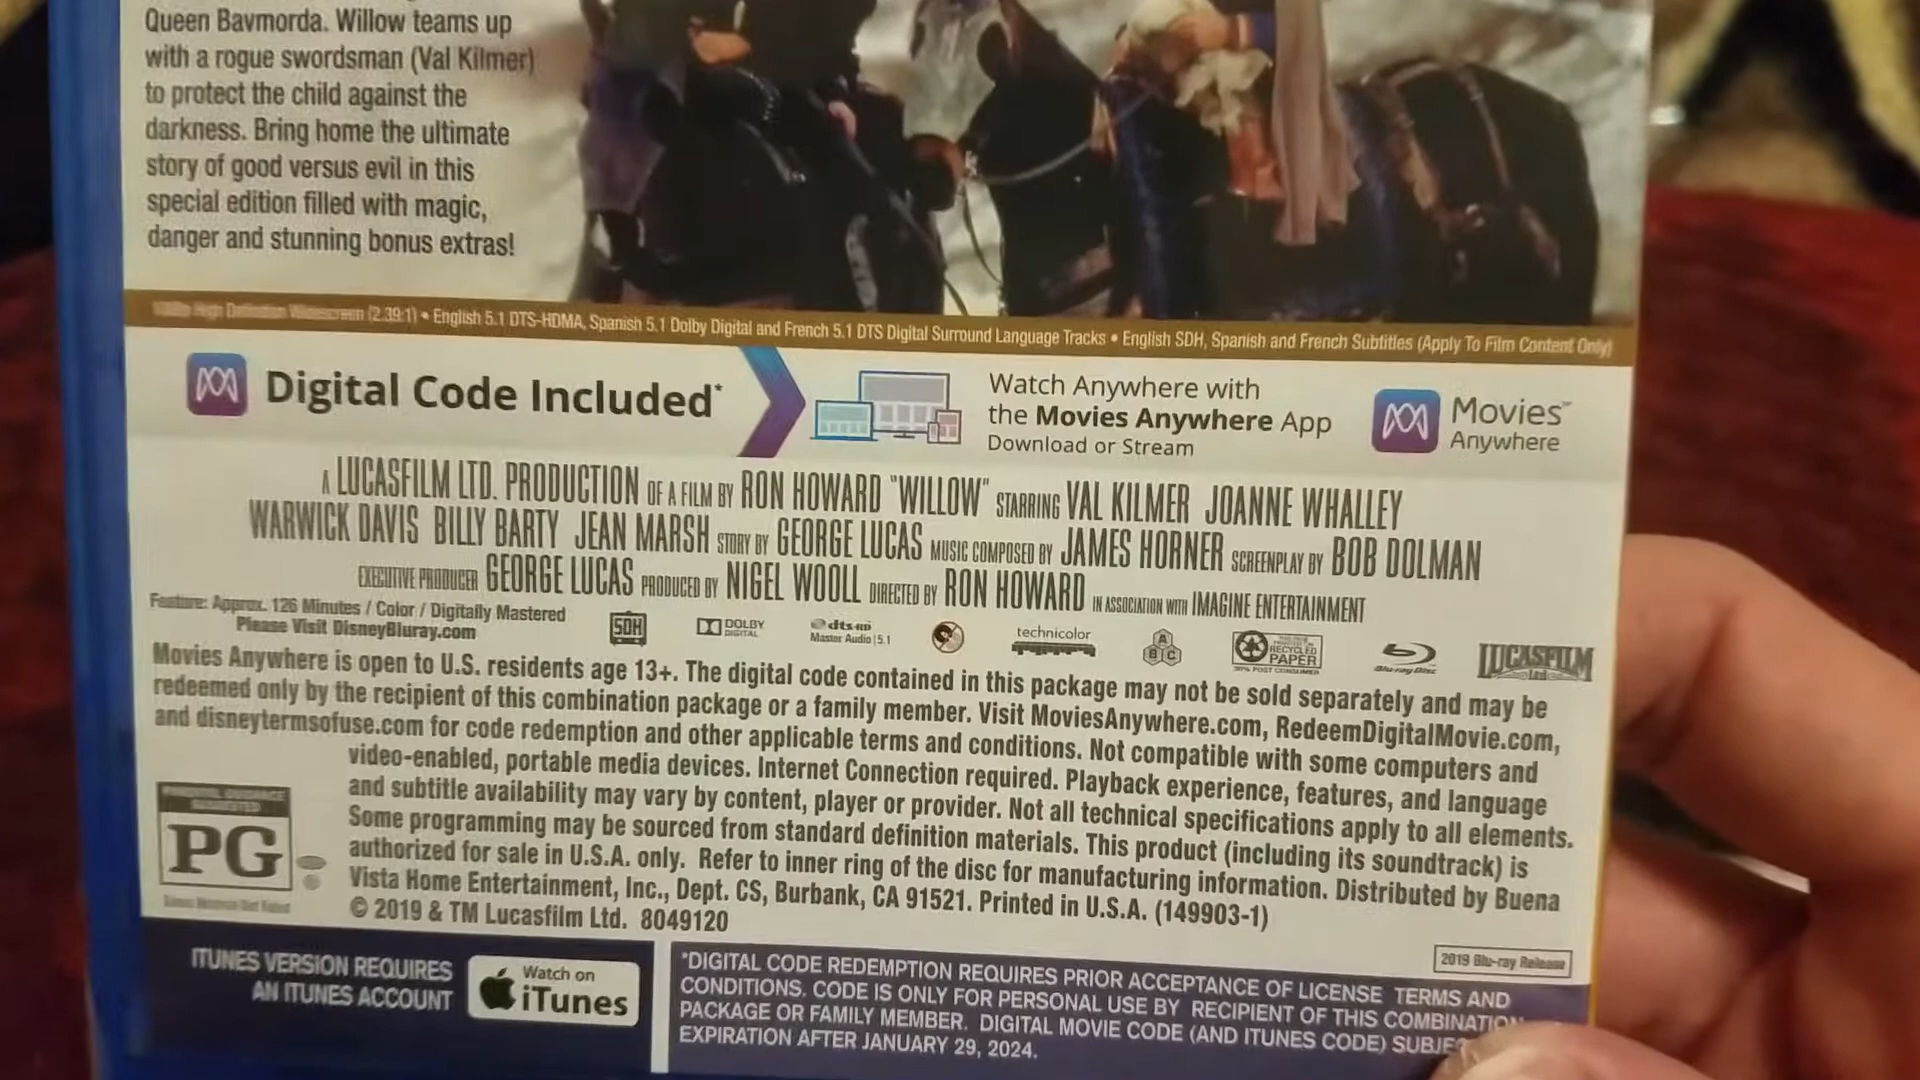 Queen Bavmorda. Willow teams up
with a rogue swordsman (Val Kilmer)
to protect the child against the
darkness. Bring home the ultimate
story of good versus evil in this
special edition filled with magic,
danger and stunning bonus extras!
1080p High Definition Widescreen (2.39:1) • English 5.1 DTS-HDMA, Spanish 5.1 Dolby Digital and French 5.1 DTS Digital Surround Language Tracks • English SDH, Spanish and French Subtitles (Apply To Film Content Only)
Digital Code Included*
Watch Anywhere with
the Movies Anywhere App
Download or Stream
Movies™
Anywhere
A LUCASFILM LTD. PRODUCTION OF A FILM BY RON HOWARD "WILLOW" STARRING VAL KILMER JOANNE WHALLEY
WARWICK DAVIS BILLY BARTY JEAN MARSH STORY BY GEORGE LUCAS MUSIC COMPOSED BY JAMES HORNER SCREENPLAY BY BOB DOLMAN
EXECUTIVE PRODUCER GEORGE LUCAS PRODUCED BY NIGEL WOOLL DIRECTED BY RON HOWARD IN ASSOCIATION WITH IMAGINE ENTERTAINMENT
Feature: Approx. 126 Minutes / Color / Digitally Mastered
Please Visit DisneyBluray.com
SDH
DOLBY
DIGITAL
dts-HD
Master Audio | 5.1
technicolor
A
B C
RECYCLED
PAPER
30% POST CONSUMER
Blu-ray Disc
LUCASFILM
Ltd.
Movies Anywhere is open to U.S. residents age 13+. The digital code contained in this package may not be sold separately and may be
redeemed only by the recipient of this combination package or a family member. Visit MoviesAnywhere.com, RedeemDigitalMovie.com,
and disneytermsofuse.com for code redemption and other applicable terms and conditions. Not compatible with some computers and
video-enabled, portable media devices. Internet Connection required. Playback experience, features, and language
and subtitle availability may vary by content, player or provider. Not all technical specifications apply to all elements.
Some programming may be sourced from standard definition materials. This product (including its soundtrack) is
authorized for sale in U.S.A. only. Refer to inner ring of the disc for manufacturing information. Distributed by Buena
Vista Home Entertainment, Inc., Dept. CS, Burbank, CA 91521. Printed in U.S.A. (149903-1)
© 2019 & TM Lucasfilm Ltd. 8049120
PARENTAL GUIDANCE
SUGGESTED
PG
2019 Blu-ray Release
ITUNES VERSION REQUIRES
AN ITUNES ACCOUNT
Watch on
iTunes
*DIGITAL CODE REDEMPTION REQUIRES PRIOR ACCEPTANCE OF LICENSE TERMS AND
CONDITIONS. CODE IS ONLY FOR PERSONAL USE BY RECIPIENT OF THIS COMBINATION
PACKAGE OR FAMILY MEMBER. DIGITAL MOVIE CODE (AND ITUNES CODE) SUBJE
EXPIRATION AFTER JANUARY 29, 2024.